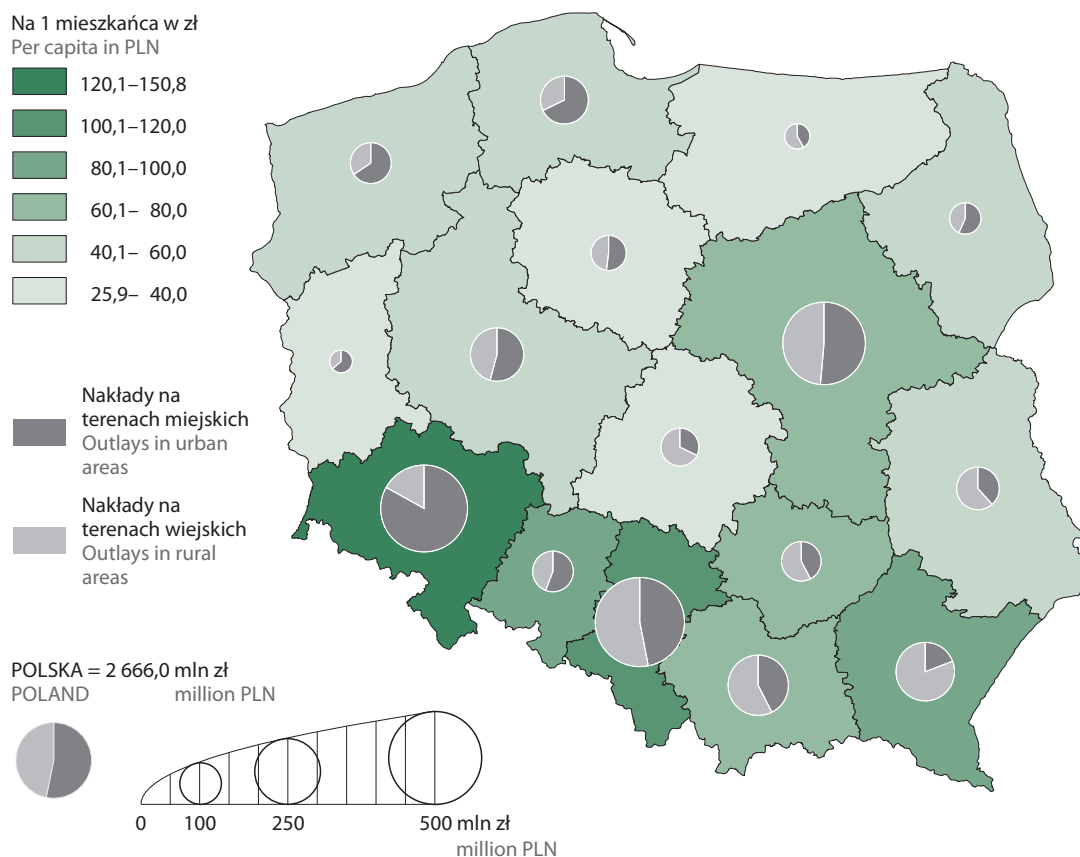 Na 1 mieszkańca w zł
Per capita in PLN
120,1–150,8
100,1–120,0
80,1–100,0
60,1– 80,0
40,1– 60,0
25,9– 40,0
Nakłady na
terenach miejskich
Outlays in urban
areas
Nakłady na
terenach wiejskich
Outlays in rural
areas
POLSKA = 2 666,0 mln zł
POLAND million PLN
0 100 250 500 mln zł
million PLN